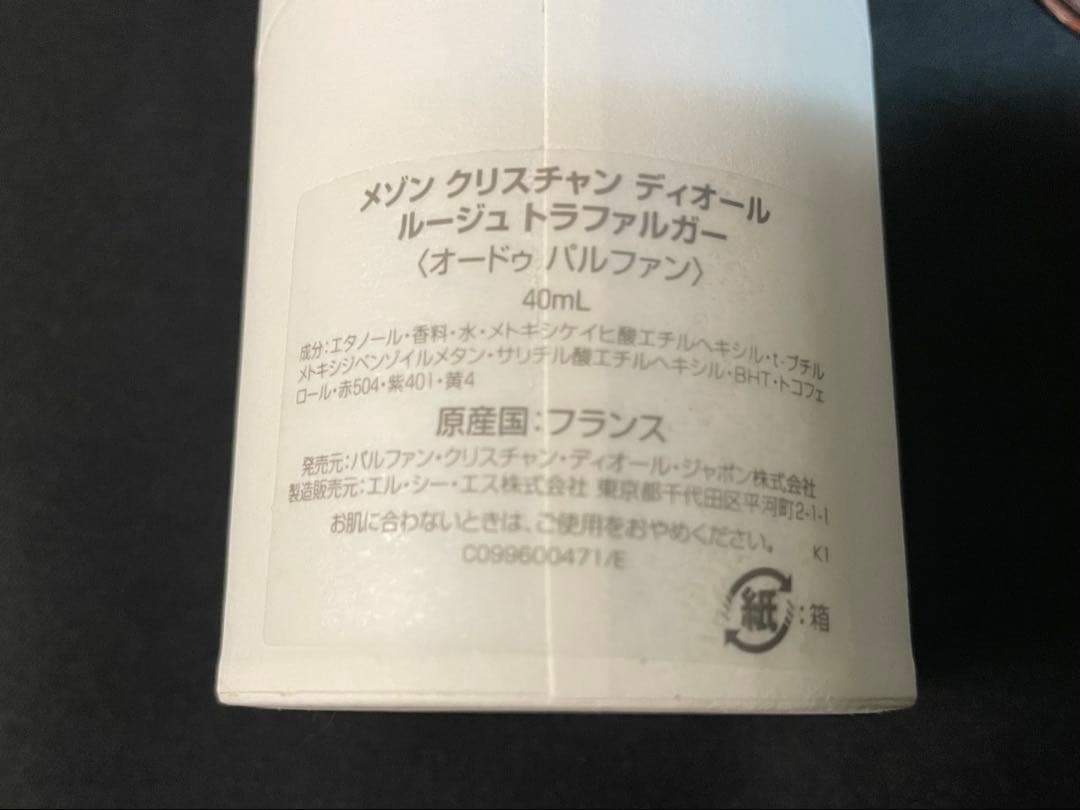 メゾン クリスチャン ディオール
ルージュ トラファルガー
〈オードゥ パルファン〉
40mL
成分:エタノール・香料・水・メトキシケイヒ酸エチルヘキシル・t-ブチル
メトキシジベンゾイルメタン・サリチル酸エチルヘキシル・BHT・トコフェ
ロール・赤504・紫401・黄4
原産国:フランス
発売元:パルファン・クリスチャン・ディオール・ジャポン株式会社
製造販売元:エル・シー・エス株式会社 東京都千代田区平河町2-1-1
お肌に合わないときは、ご使用をおやめください。 K1
C099600471/E
紙:箱